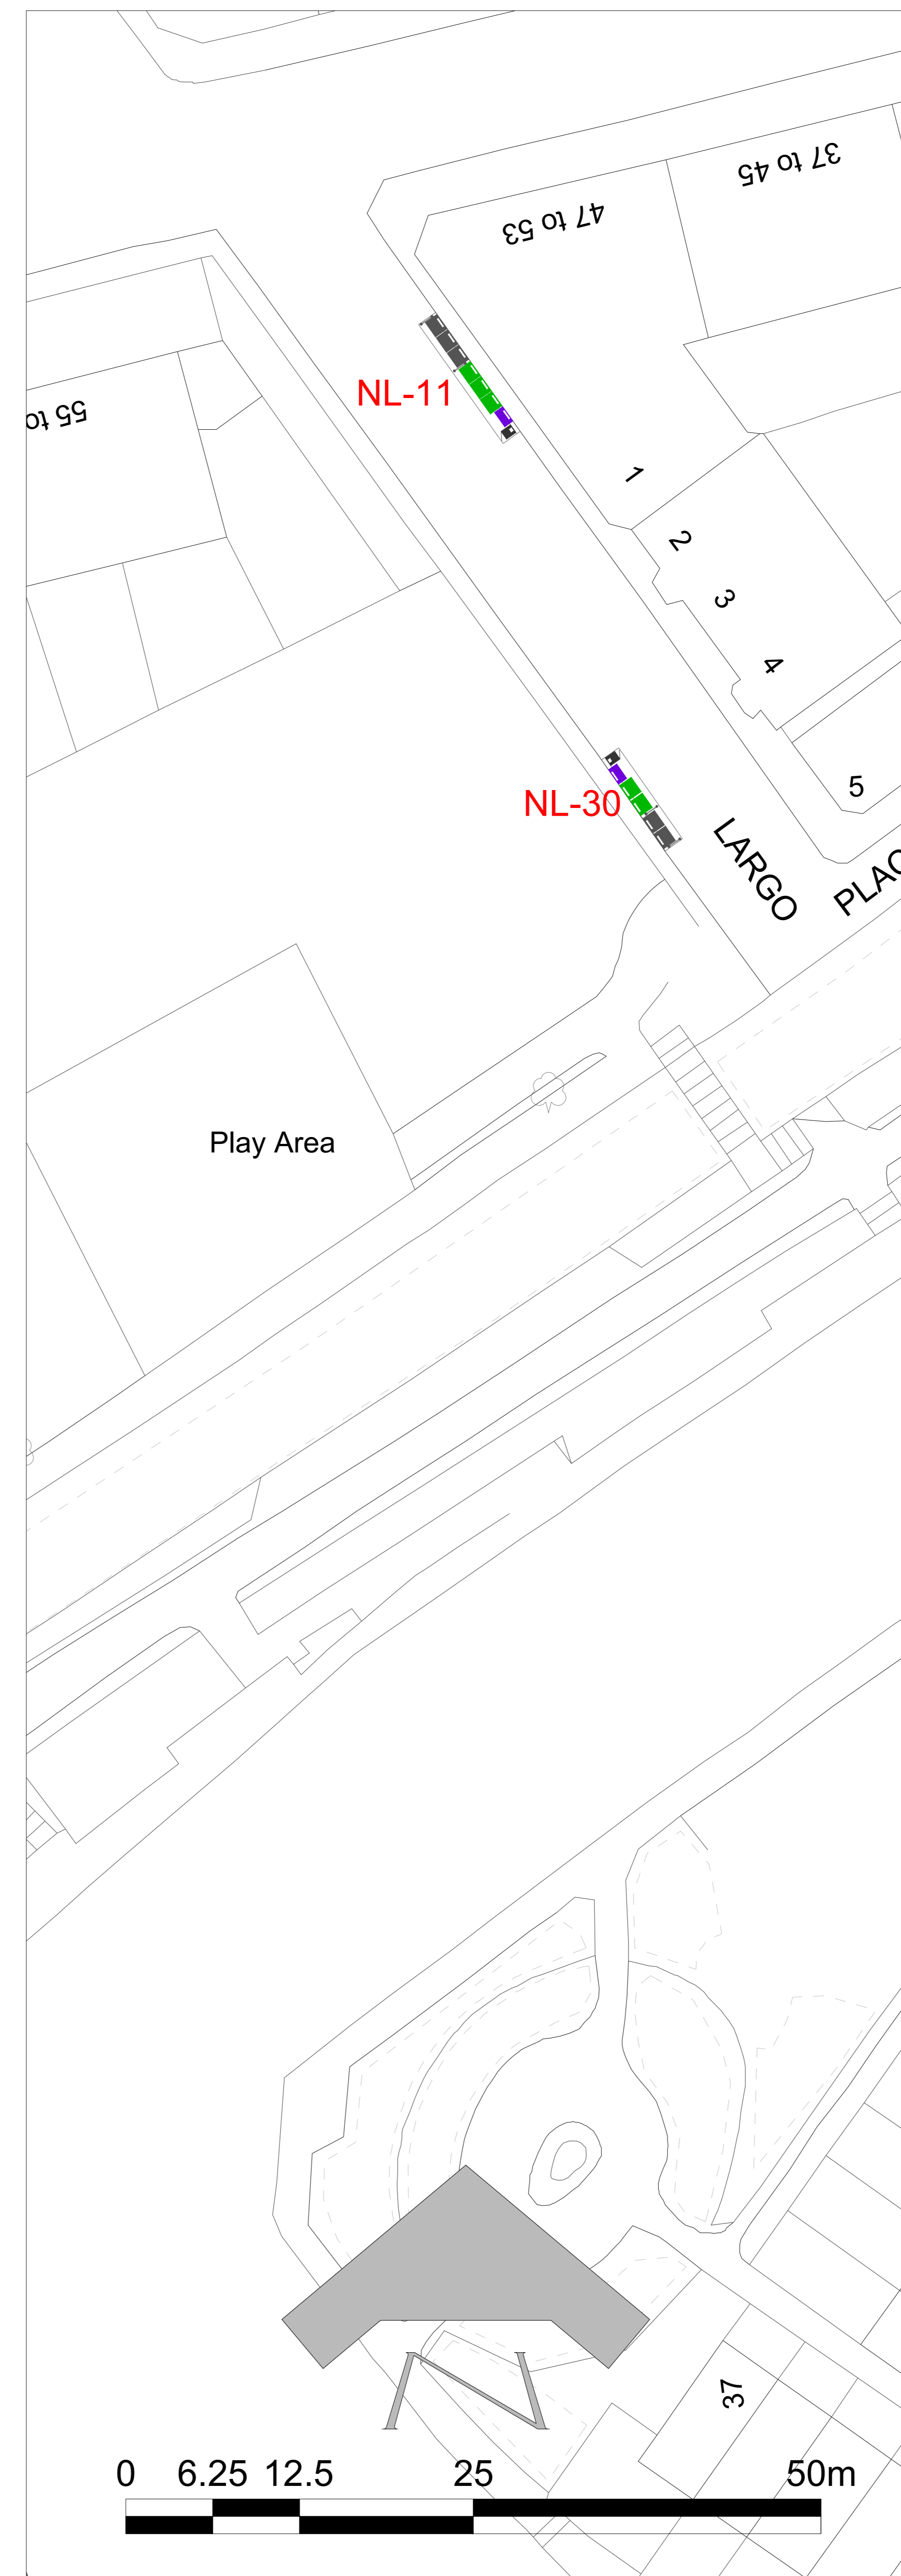 37 to 45
47 to 53
NL-11
55 to
1
2
3
4
5
NL-30
LARGO
PLAC
Play Area
N
37
0 6.25 12.5 25 50m